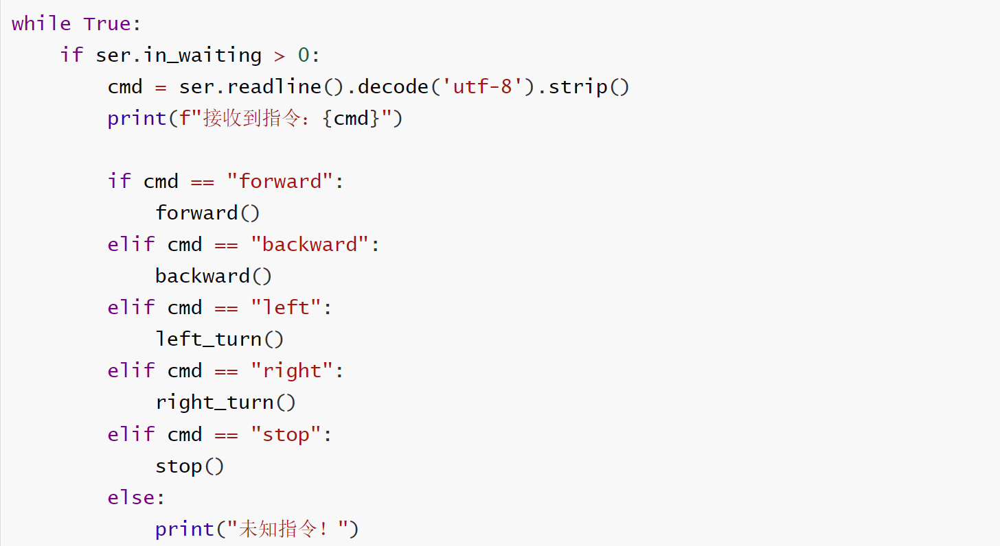 while True:
    if ser.in_waiting > 0:
        cmd = ser.readline().decode('utf-8').strip()
        print(f"接收到指令：{cmd}")

        if cmd == "forward":
            forward()
        elif cmd == "backward":
            backward()
        elif cmd == "left":
            left_turn()
        elif cmd == "right":
            right_turn()
        elif cmd == "stop":
            stop()
        else:
            print("未知指令！")